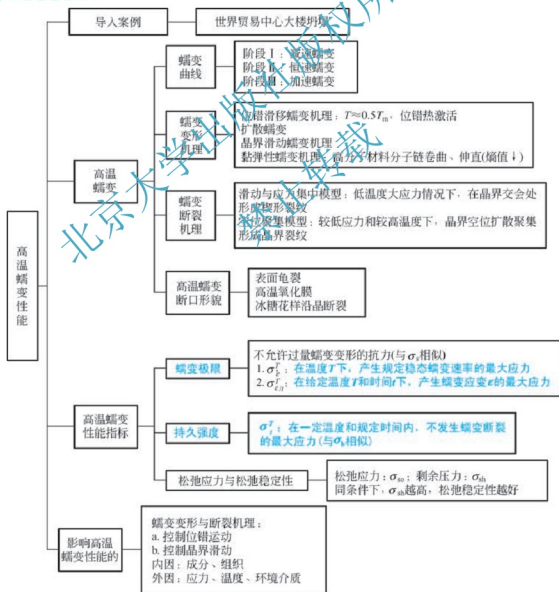 导入案例
世界贸易中心大楼坍塌
高温蠕变性能
高温蠕变
蠕变曲线
阶段Ⅰ：减速蠕变
阶段Ⅱ：恒速蠕变
阶段Ⅲ：加速蠕变
蠕变变形机理
位错滑移蠕变机理：T≈0.5Tm，位错热激活
扩散蠕变
晶界滑动蠕变机理
黏弹性蠕变机理：高分子材料分子链卷曲、伸直(熵值↓)
蠕变断裂机理
滑动与应力集中模型：低温度大应力情况下，在晶界交会处
形成楔形裂纹
空位聚集模型：较低应力和较高温度下，晶界空位扩散聚集
形成晶界裂纹
高温蠕变断口形貌
表面龟裂
高温氧化膜
冰糖花样沿晶断裂
高温蠕变性能指标
蠕变极限
不允许过量蠕变变形的抗力(与σs相似)
1. 在温度T下，产生规定稳态蠕变速率的最大应力
2. 在给定温度T和时间t下，产生蠕变应变ε的最大应力
持久强度
在一定温度和规定时间内，不发生蠕变断裂
的最大应力(与σb相似)
松弛应力与松弛稳定性
松弛应力：σso；剩余压力：σsh
同条件下，σsh越高，松弛稳定性越好
影响高温蠕变性能的
蠕变变形与断裂机理：
a. 控制位错运动
b. 控制晶界滑动
内因：成分、组织
外因：应力、温度、环境介质
北京大学出版社版权所
禁止转载